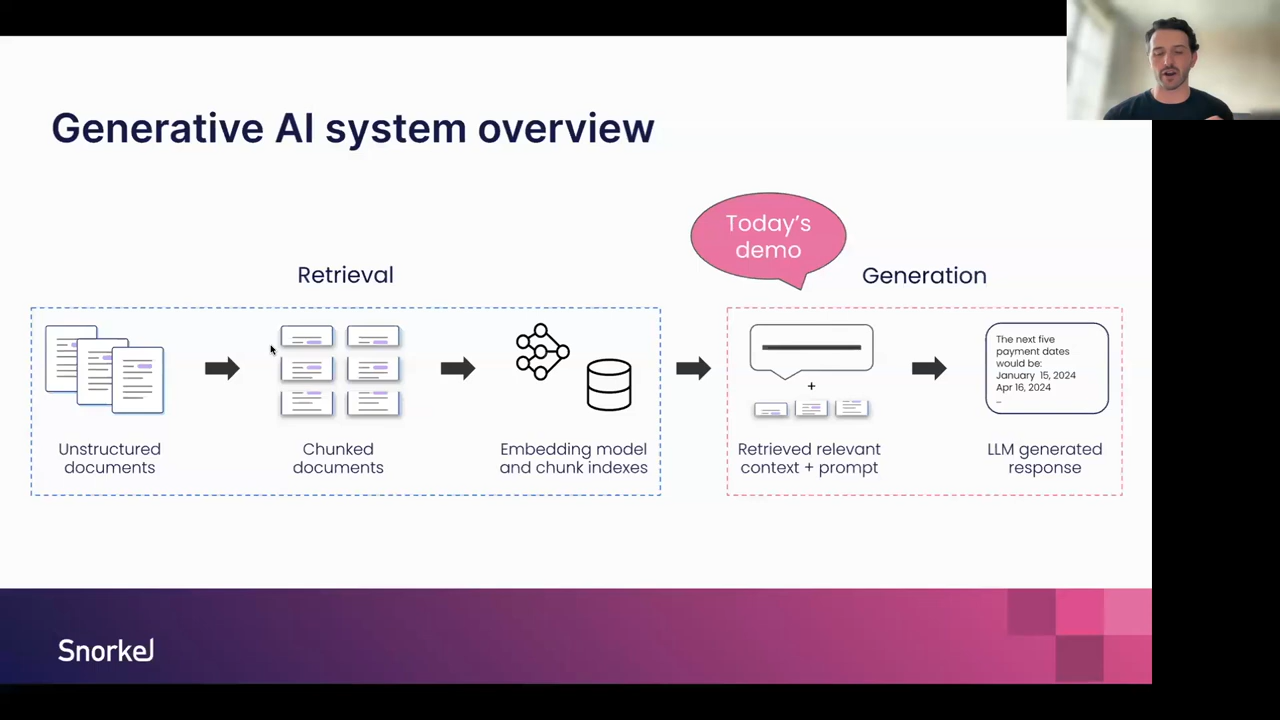 Generative AI system overview
Today's
demo
Retrieval
Generation
The next five
payment dates
would be:
January 15, 2024
Apr 16, 2024
...
Unstructured
documents
Chunked
documents
Embedding model
and chunk indexes
Retrieved relevant
context + prompt
LLM generated
response
Snorkel